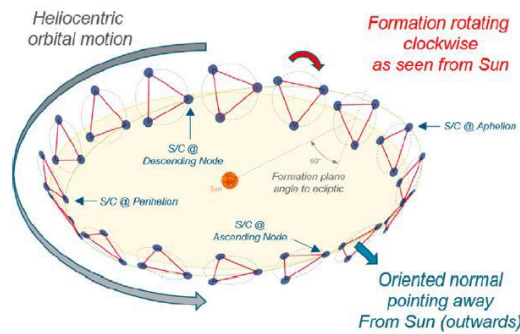 Heliocentric
orbital motion
Formation rotating
clockwise
as seen from Sun
S/C @
Descending Node
S/C @ Aphelion
Sun
60°
Formation plane
angle to ecliptic
S/C @ Perihelion
S/C @
Ascending Node
Oriented normal
pointing away
From Sun (outwards)